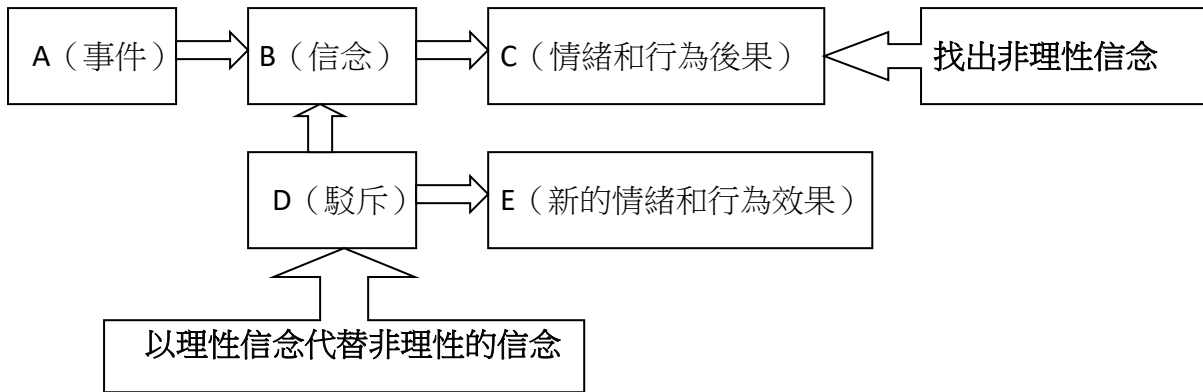 A（事件）
B（信念）
C（情緒和行為後果）
找出非理性信念
D（駁斥）
E（新的情緒和行為效果）
以理性信念代替非理性的信念